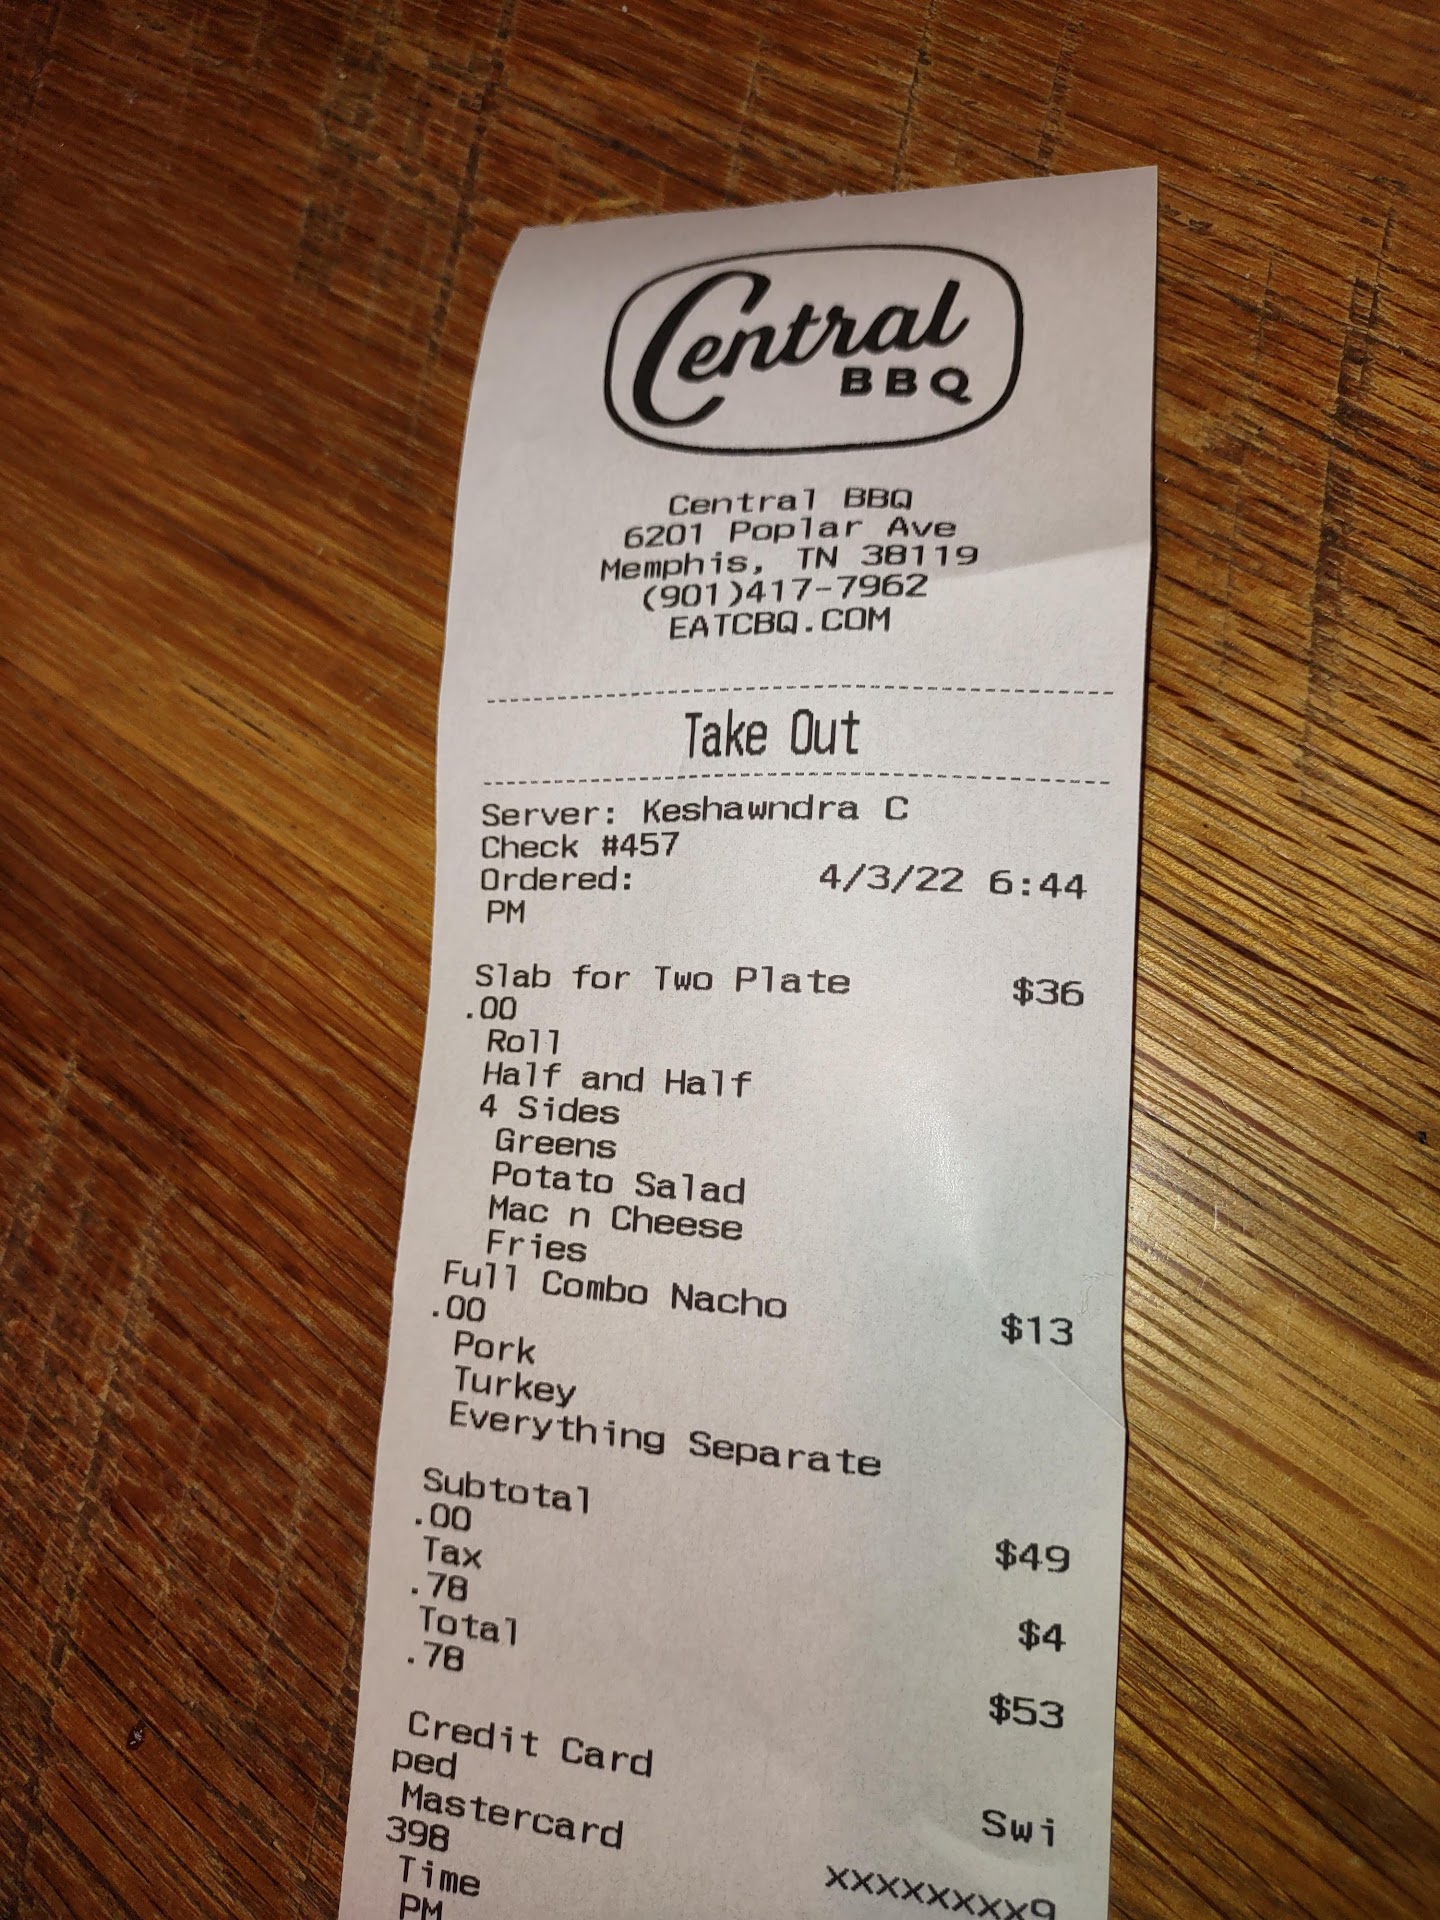 Central
BBQ
Central BBQ
6201 Poplar Ave
Memphis, TN 38119
(901)417-7962
EATCBQ.COM
Take Out
Server: Keshawndra C
Check #457
Ordered: 4/3/22 6:44
PM
Slab for Two Plate $36
.00
Roll
Half and Half
4 Sides
Greens
Potato Salad
Mac n Cheese
Fries
Full Combo Nacho $13
.00
Pork
Turkey
Everything Separate
Subtotal $49
.00
Tax $4
.78
Total $53
.78
Credit Card Swi
ped
Mastercard xxxxxxxx9
398
Time
PM